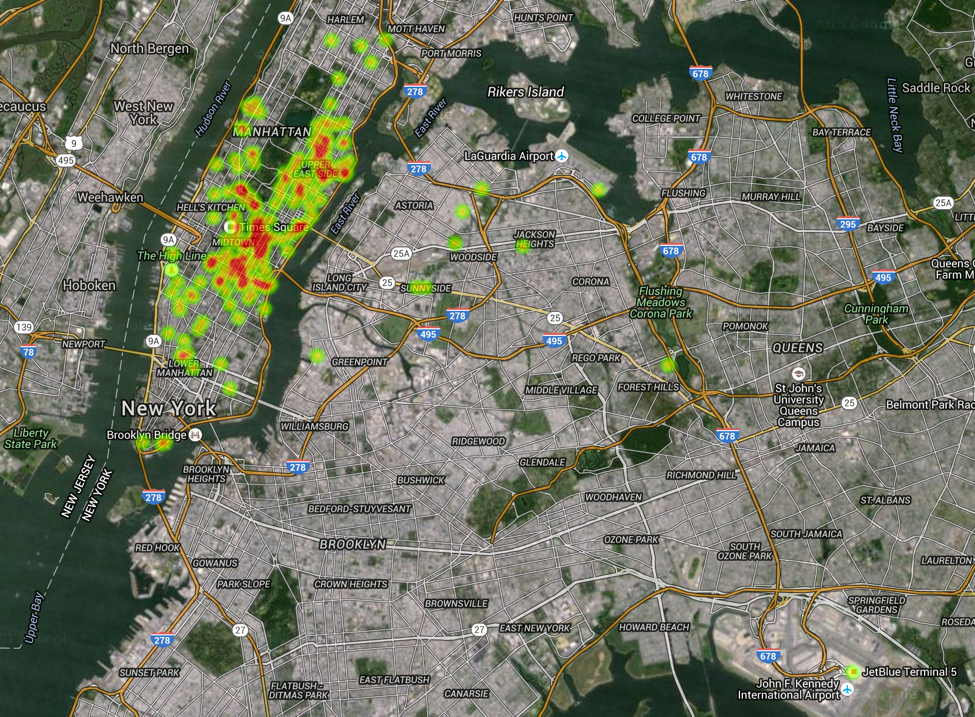 9A
HARLEM
HUNTS POINT
MOTT HAVEN
North Bergen
PORT MORRIS
678
278
Rikers Island
Saddle Rock
Little Neck Bay
ecaucus
West New
York
WHITESTONE
Hudson River
East River
COLLEGE POINT
MANHATTAN
BAY TERRACE
9
495
LaGuardia Airport
678
278
UPPER
EAST SIDE
Weehawken
FLUSHING
MURRAY HILL
ASTORIA
25A
HELL'S KITCHEN
East River
295
BAYSIDE
Times Square
9A
MIDTOWN
JACKSON
HEIGHTS
The High Line
25A
WOODSIDE
678
Queens C
Farm M
495
Hoboken
LONG
ISLAND CITY
25
SUNNYSIDE
CORONA
Flushing
Meadows
Corona Park
Cunningham
Park
278
25
139
495
495
POMONOK
9A
NEWPORT
78
QUEENS
REGO PARK
LOWER
MANHATTAN
GREENPOINT
St John's
University
Queens
Campus
MIDDLE VILLAGE
FOREST HILLS
25
Belmont Park Rac
New York
WILLIAMSBURG
Liberty
State Park
Brooklyn Bridge
RIDGEWOOD
678
JAMAICA
NEW JERSEY
NEW YORK
BROOKLYN
HEIGHTS
278
GLENDALE
RICHMOND HILL
BUSHWICK
278
WOODHAVEN
ST. ALBANS
BEDFORD-STUYVESANT
SOUTH JAMAICA
RED HOOK
BROOKLYN
OZONE PARK
SOUTH
OZONE PARK
GOWANUS
LAURELTON
PARK SLOPE
CROWN HEIGHTS
Upper Bay
BROWNSVILLE
SPRINGFIELD
GARDENS
27
27
EAST NEW YORK
HOWARD BEACH
ROSEDA
278
678
SUNSET PARK
EAST FLATBUSH
JetBlue Terminal 5
FLATBUSH -
DITMAS PARK
CANARSIE
John F. Kennedy
International Airport